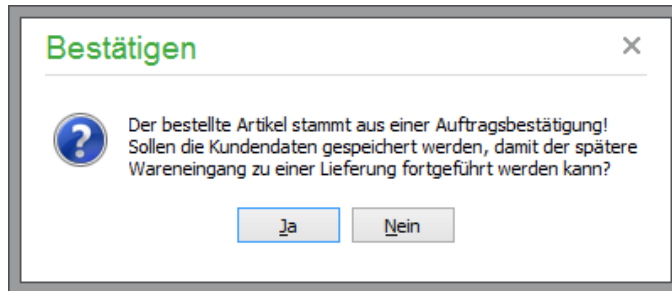 Bestätigen
Der bestellte Artikel stammt aus einer Auftragsbestätigung!
Sollen die Kundendaten gespeichert werden, damit der spätere
Wareneingang zu einer Lieferung fortgeführt werden kann?
Ja
Nein